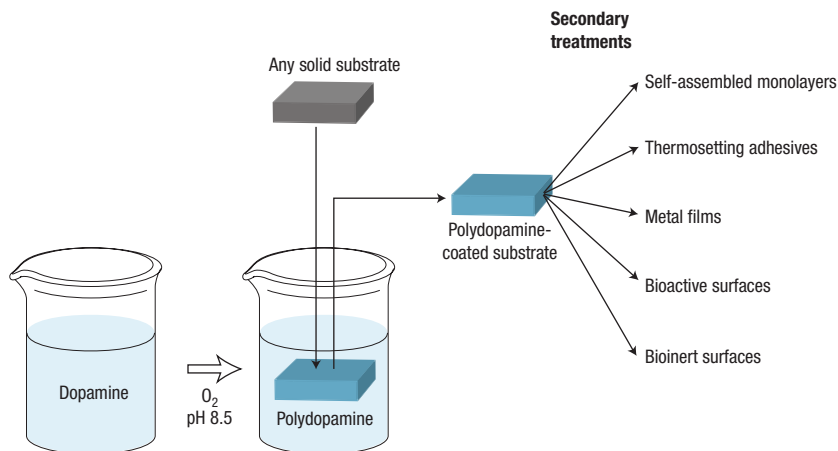 Secondary
treatments
Any solid substrate
Self-assembled monolayers
Thermosetting adhesives
Metal films
Polydopamine-
coated substrate
Bioactive surfaces
Bioinert surfaces
Dopamine
O₂
pH 8.5
Polydopamine